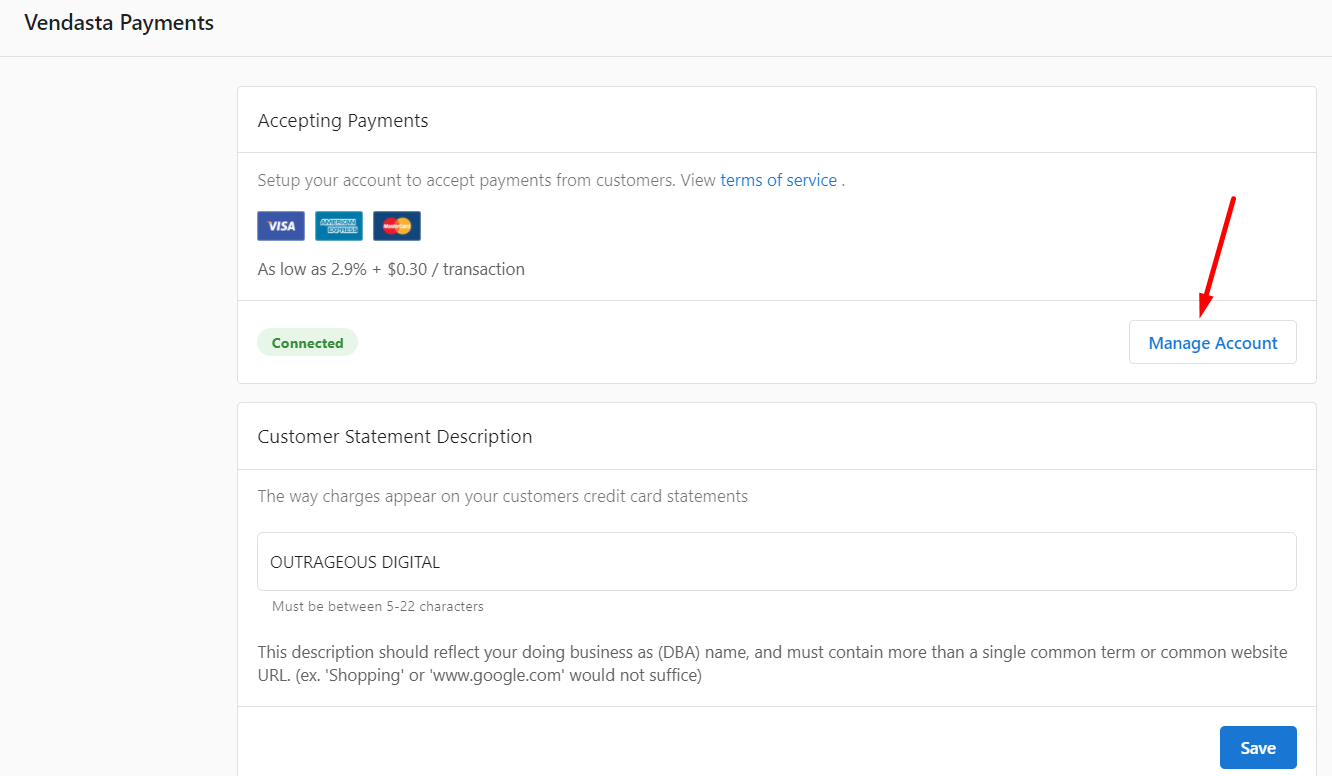 Vendasta Payments
Accepting Payments
Setup your account to accept payments from customers. View terms of service .
VISA AMERICAN EXPRESS MasterCard
As low as 2.9% + $0.30 / transaction
Connected
Manage Account
Customer Statement Description
The way charges appear on your customers credit card statements
OUTRAGEOUS DIGITAL
Must be between 5-22 characters
This description should reflect your doing business as (DBA) name, and must contain more than a single common term or common website
URL. (ex. 'Shopping' or 'www.google.com' would not suffice)
Save